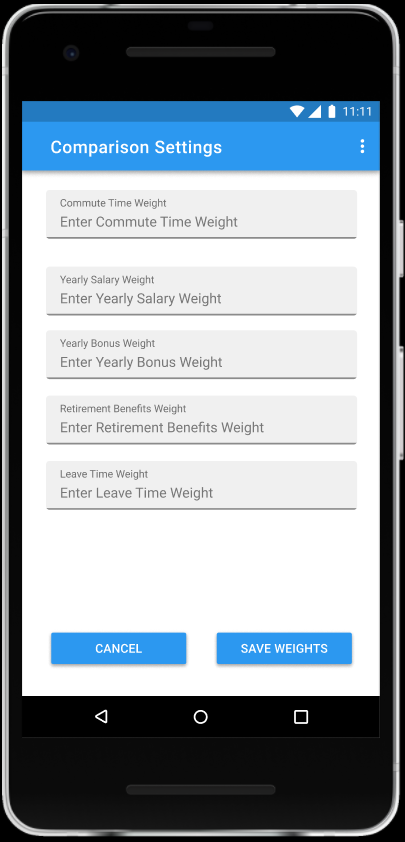 11:11
Comparison Settings
Commute Time Weight
Enter Commute Time Weight
Yearly Salary Weight
Enter Yearly Salary Weight
Yearly Bonus Weight
Enter Yearly Bonus Weight
Retirement Benefits Weight
Enter Retirement Benefits Weight
Leave Time Weight
Enter Leave Time Weight
CANCEL SAVE WEIGHTS